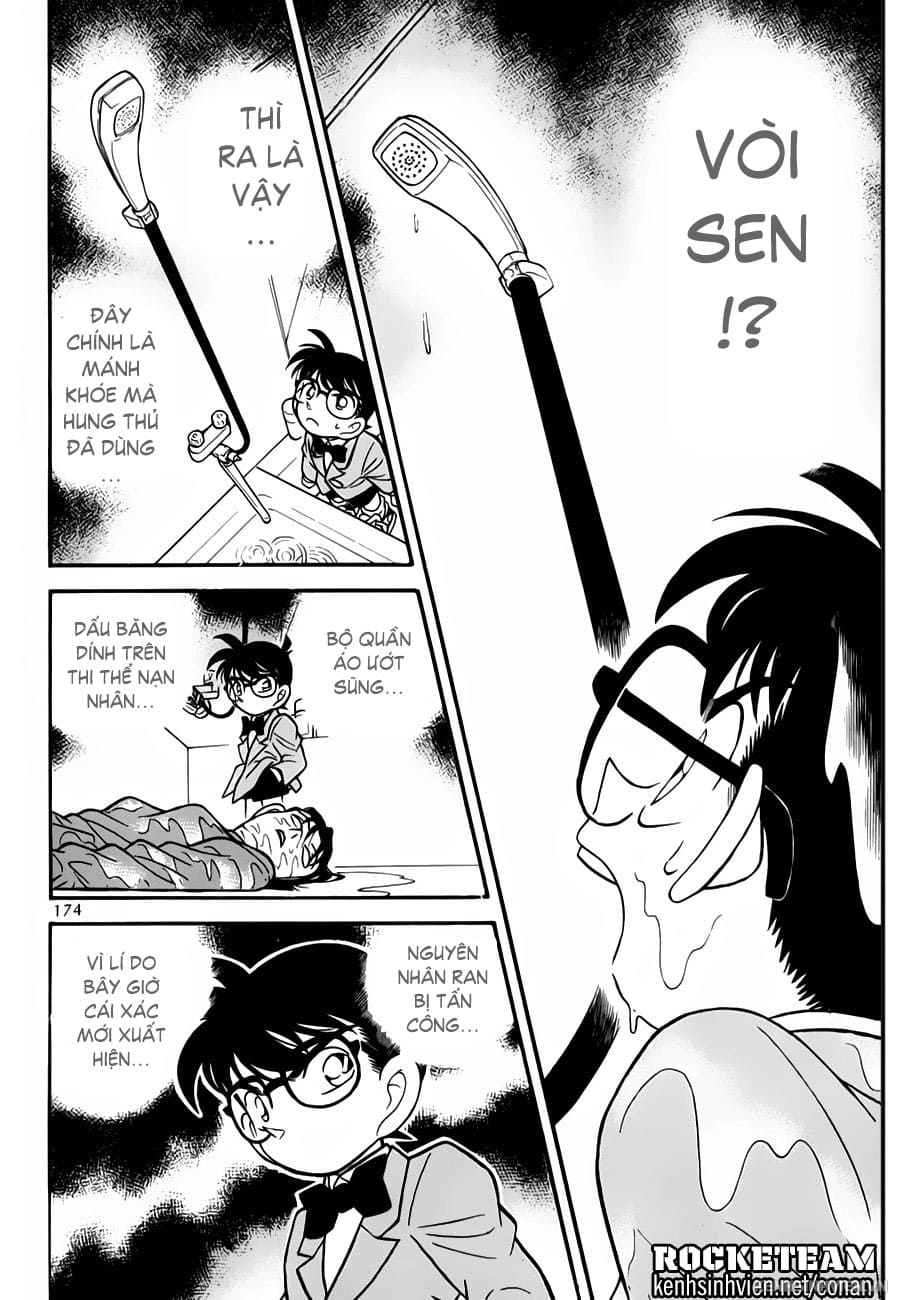 VÒI
SEN
!?
THÌ
RA LÀ
VẬY
...
ĐÂY
CHÍNH LÀ
MÁNH
KHÓE MÀ
HUNG THỦ
ĐÃ DÙNG
...
BỘ QUẦN
ÁO ƯỚT
SŨNG...
DẤU BĂNG
DÍNH TRÊN
THI THỂ NẠN
NHÂN...
174
NGUYÊN
NHÂN RAN
BỊ TẤN
CÔNG...
VÌ LÍ DO
BÂY GIỜ
CÁI XÁC
MỚI XUẤT
HIỆN...
ROCKETEAM
kenhsinhvien.net/conan